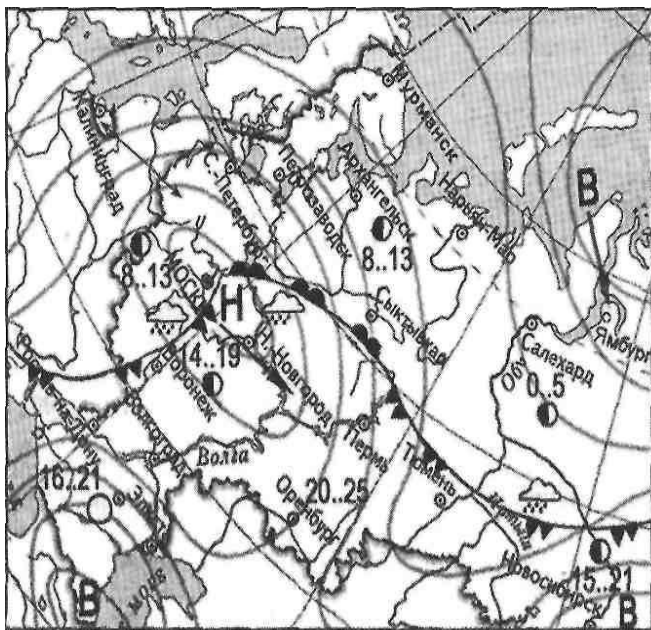 Мурманск
Калининград
С.-Петербург
Петрозаводск
Архангельск
Нарьян-Мар
В
8..13
МОСКВА
8..13
Н
Сыктывкар
Салехард
Ямбург
Обь
0..5
14..19
Н. Новгород
Воронеж
Пермь
Волга
Тюмень
16..21
Оренбург
20..25
Новосибирск
15..21
море
В
В